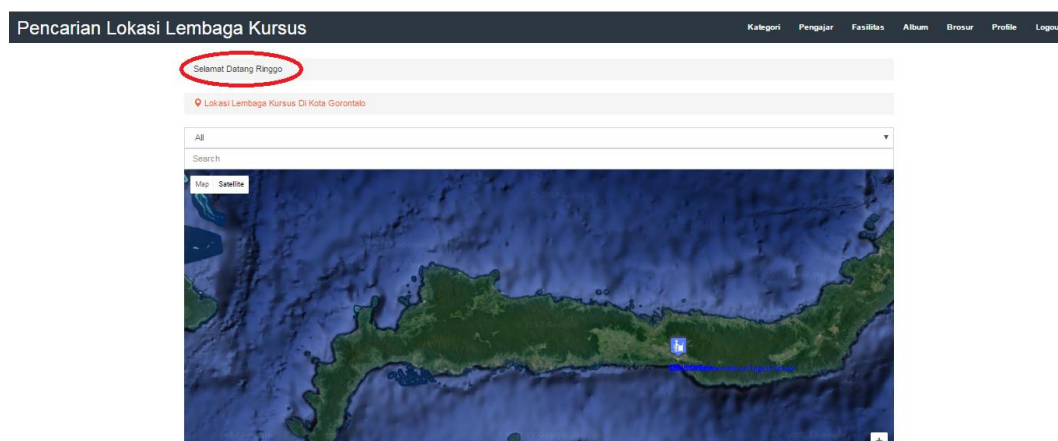 Pencarian Lokasi Lembaga Kursus
Kategori Pengajar Fasilitas Album Brosur Profile Logou
Selamat Datang Ringgo
Lokasi Lembaga Kursus Di Kota Gorontalo
All
Search
Map Satellite
+